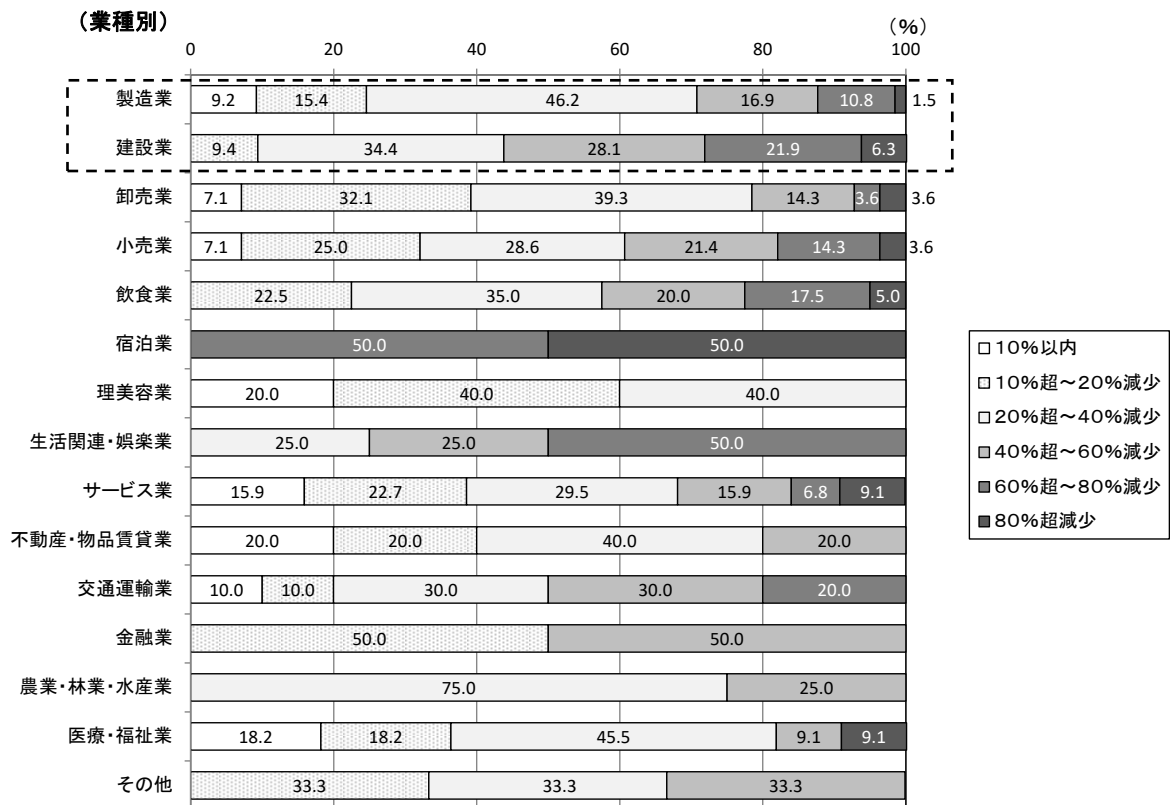 (業種別)
(%)
0 20 40 60 80 100
製造業 9.2 15.4 46.2 16.9 10.8 1.5
建設業 9.4 34.4 28.1 21.9 6.3
卸売業 7.1 32.1 39.3 14.3 3.6 3.6
小売業 7.1 25.0 28.6 21.4 14.3 3.6
飲食業 22.5 35.0 20.0 17.5 5.0
宿泊業 50.0 50.0
理美容業 20.0 40.0 40.0
生活関連・娯楽業 25.0 25.0 50.0
サービス業 15.9 22.7 29.5 15.9 6.8 9.1
不動産・物品賃貸業 20.0 20.0 40.0 20.0
交通運輸業 10.0 10.0 30.0 30.0 20.0
金融業 50.0 50.0
農業・林業・水産業 75.0 25.0
医療・福祉業 18.2 18.2 45.5 9.1 9.1
その他 33.3 33.3 33.3
10%以内
10%超～20%減少
20%超～40%減少
40%超～60%減少
60%超～80%減少
80%超減少